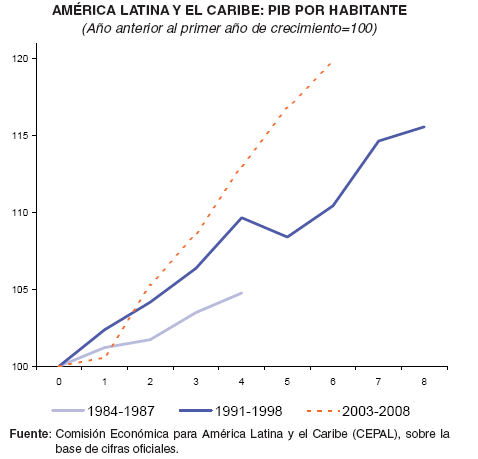 AMÉRICA LATINA Y EL CARIBE: PIB POR HABITANTE
(Año anterior al primer año de crecimiento=100)
120
115
110
105
100
0 1 2 3 4 5 6 7 8
1984-1987 1991-1998 2003-2008
Fuente: Comisión Económica para América Latina y el Caribe (CEPAL), sobre la
base de cifras oficiales.